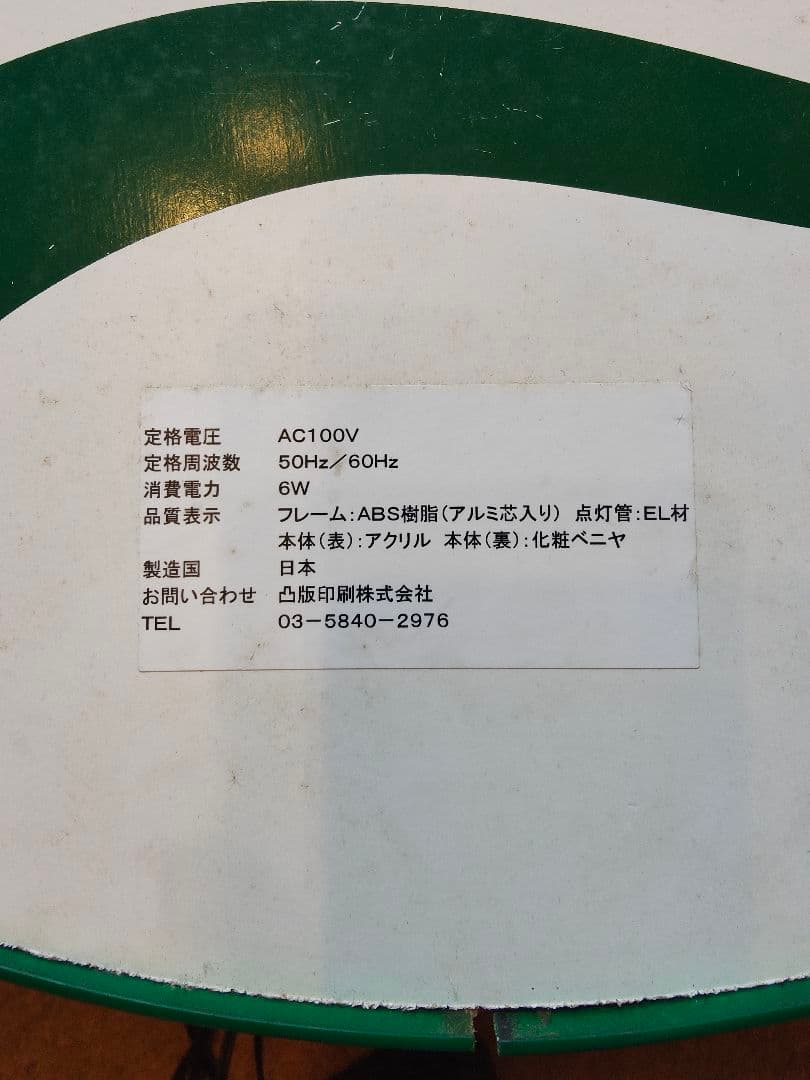 定格電圧 AC100V
定格周波数 50Hz／60Hz
消費電力 6W
品質表示 フレーム：ABS樹脂（アルミ芯入り） 点灯管：EL材
本体（表）：アクリル 本体（裏）：化粧ベニヤ
製造国 日本
お問い合わせ 凸版印刷株式会社
TEL 03－5840－2976